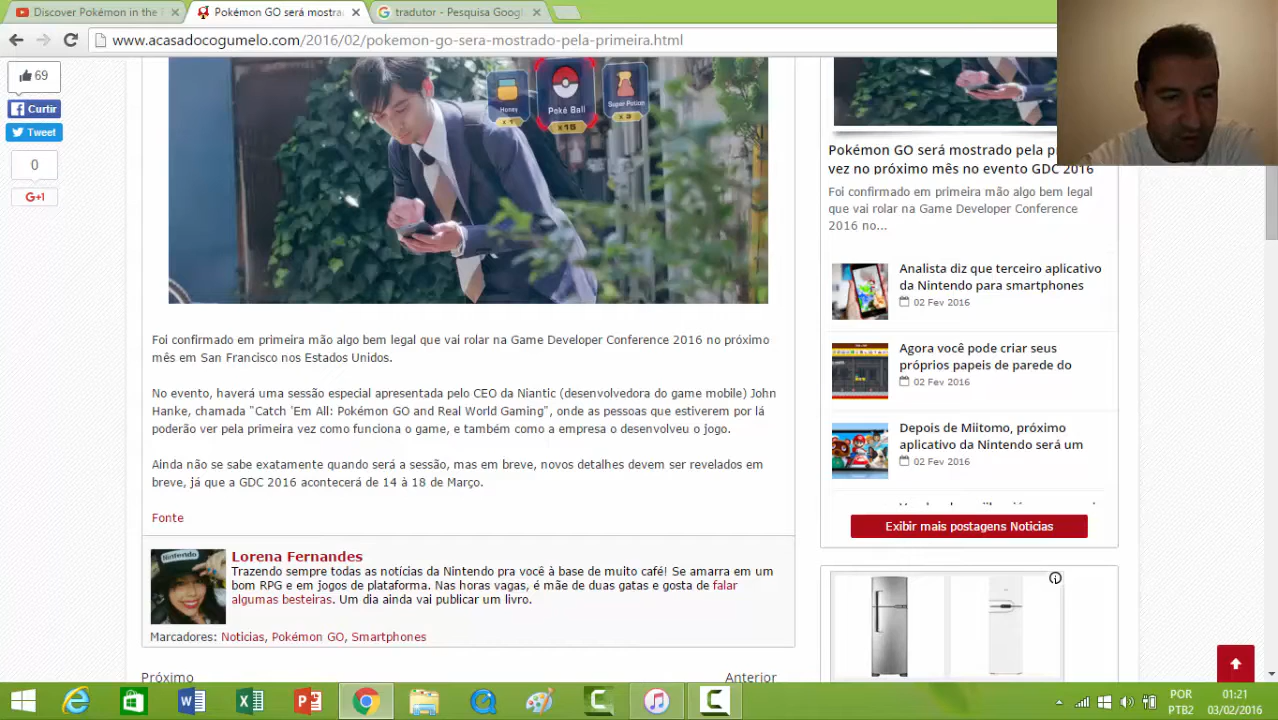 Discover Pokémon in the
Pokémon GO será mostra
tradutor - Pesquisa Googl
www.acasadocogumelo.com/2016/02/pokemon-go-sera-mostrado-pela-primeira.html
69
Curtir
Tweet
0
G+1
Honey
x1
Poké Ball
x15
Super Potion
x3
Foi confirmado em primeira mão algo bem legal que vai rolar na Game Developer Conference 2016 no próximo
mês em San Francisco nos Estados Unidos.
No evento, haverá uma sessão especial apresentada pelo CEO da Niantic (desenvolvedora do game mobile) John
Hanke, chamada "Catch 'Em All: Pokémon GO and Real World Gaming", onde as pessoas que estiverem por lá
poderão ver pela primeira vez como funciona o game, e também como a empresa o desenvolveu o jogo.
Ainda não se sabe exatamente quando será a sessão, mas em breve, novos detalhes devem ser revelados em
breve, já que a GDC 2016 acontecerá de 14 à 18 de Março.
Fonte
Nintendo
Lorena Fernandes
Trazendo sempre todas as notícias da Nintendo pra você à base de muito café! Se amarra em um
bom RPG e em jogos de plataforma. Nas horas vagas, é mãe de duas gatas e gosta de falar
algumas besteiras. Um dia ainda vai publicar um livro.
Marcadores: Noticias, Pokémon GO, Smartphones
Próximo
Anterior
Pokémon GO será mostrado pela p
vez no próximo mês no evento GDC 2016
Foi confirmado em primeira mão algo bem legal
que vai rolar na Game Developer Conference
2016 no...
Analista diz que terceiro aplicativo
da Nintendo para smartphones
02 Fev 2016
Agora você pode criar seus
próprios papeis de parede do
02 Fev 2016
Depois de Miitomo, próximo
aplicativo da Nintendo será um
02 Fev 2016
Exibir mais postagens Noticias
POR
PTB2
01:21
03/02/2016